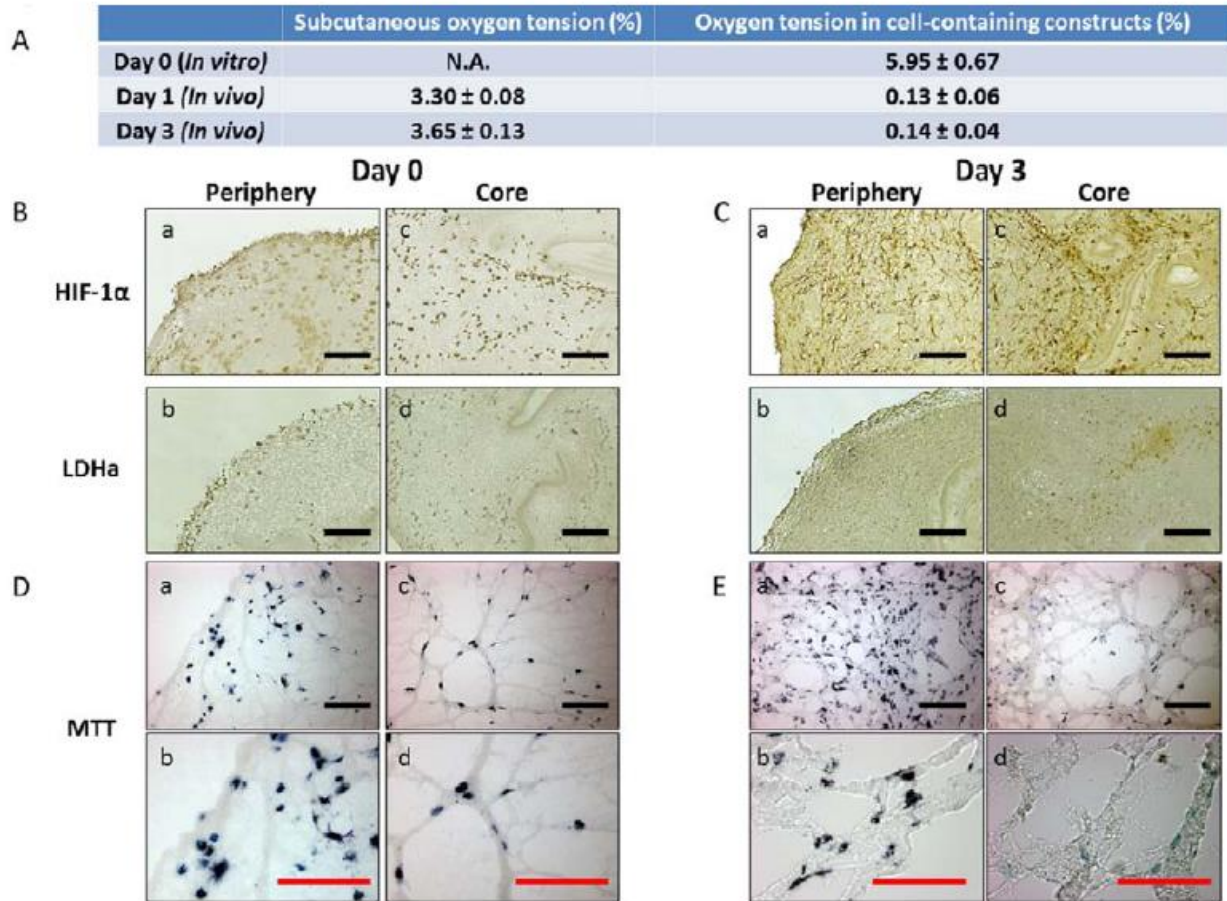 A
Subcutaneous oxygen tension (%) Oxygen tension in cell-containing constructs (%)
Day 0 (In vitro) N.A. 5.95 ± 0.67
Day 1 (In vivo) 3.30 ± 0.08 0.13 ± 0.06
Day 3 (In vivo) 3.65 ± 0.13 0.14 ± 0.04
Day 0 Day 3
Periphery Core Periphery Core
B a c C a c
HIF-1α
b d b d
LDHa
D a c E a c
MTT
b d b d